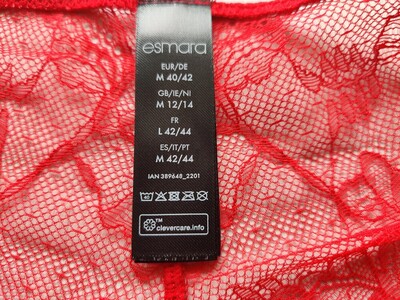 esmara
EUR/DE
M 40/42
GB/IE/NI
M 12/14
FR
L 42/44
ES/IT/PT
M 42/44
IAN 389648_2201
TM
clevercare.info